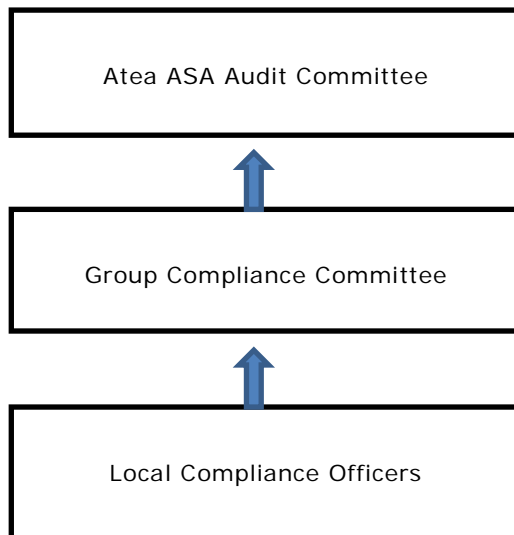 Atea ASA Audit Committee
Group Compliance Committee
Local Compliance Officers